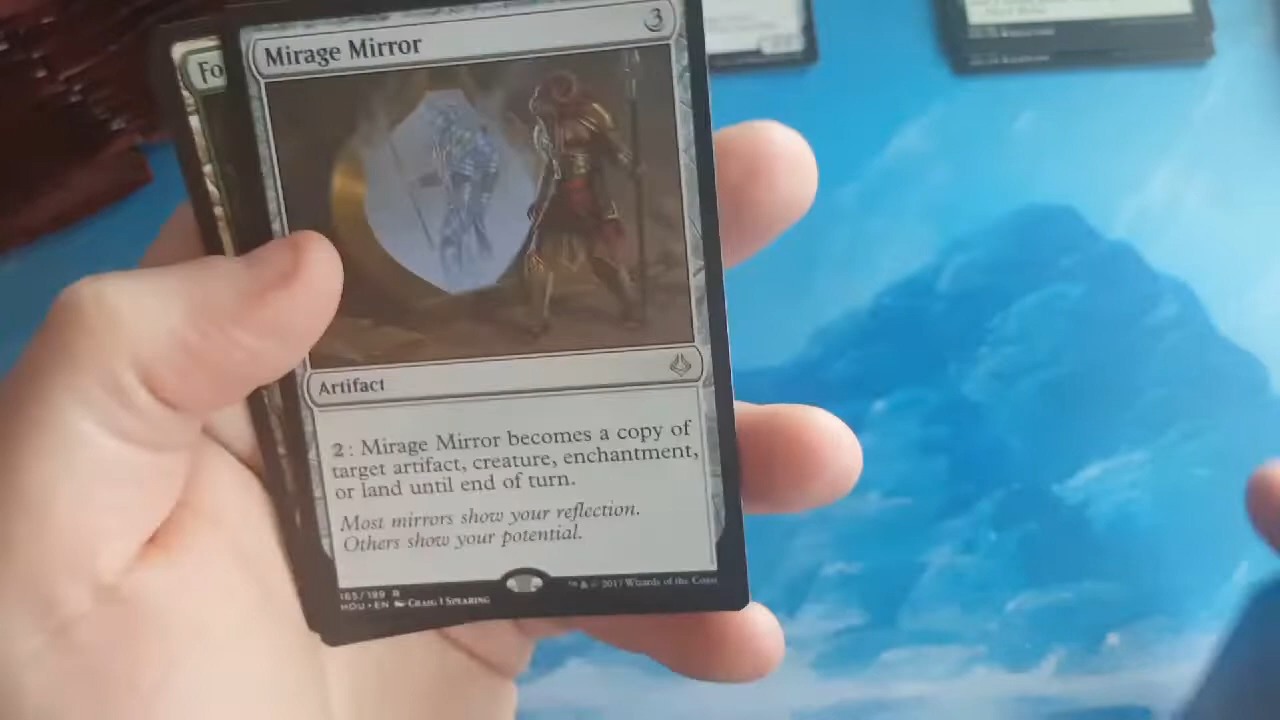 Mirage Mirror
3
Fo
Artifact
2: Mirage Mirror becomes a copy of
target artifact, creature, enchantment,
or land until end of turn.
Most mirrors show your reflection.
Others show your potential.
165/199 R
HOU • EN Craig J Spearing
™ & © 2017 Wizards of the Coast